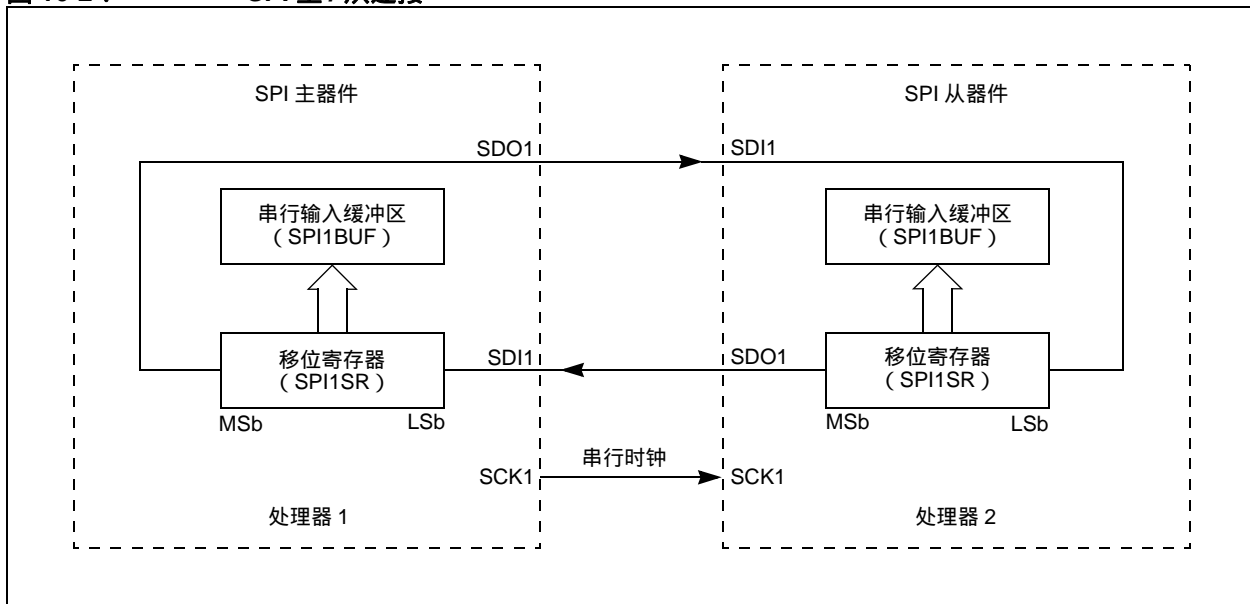 SPI 主器件
SPI 从器件
SDO1
SDI1
串行输入缓冲区
（SPI1BUF）
串行输入缓冲区
（SPI1BUF）
移位寄存器
（SPI1SR）
SDI1
SDO1
移位寄存器
（SPI1SR）
MSb
LSb
MSb
LSb
串行时钟
SCK1
SCK1
处理器 1
处理器 2